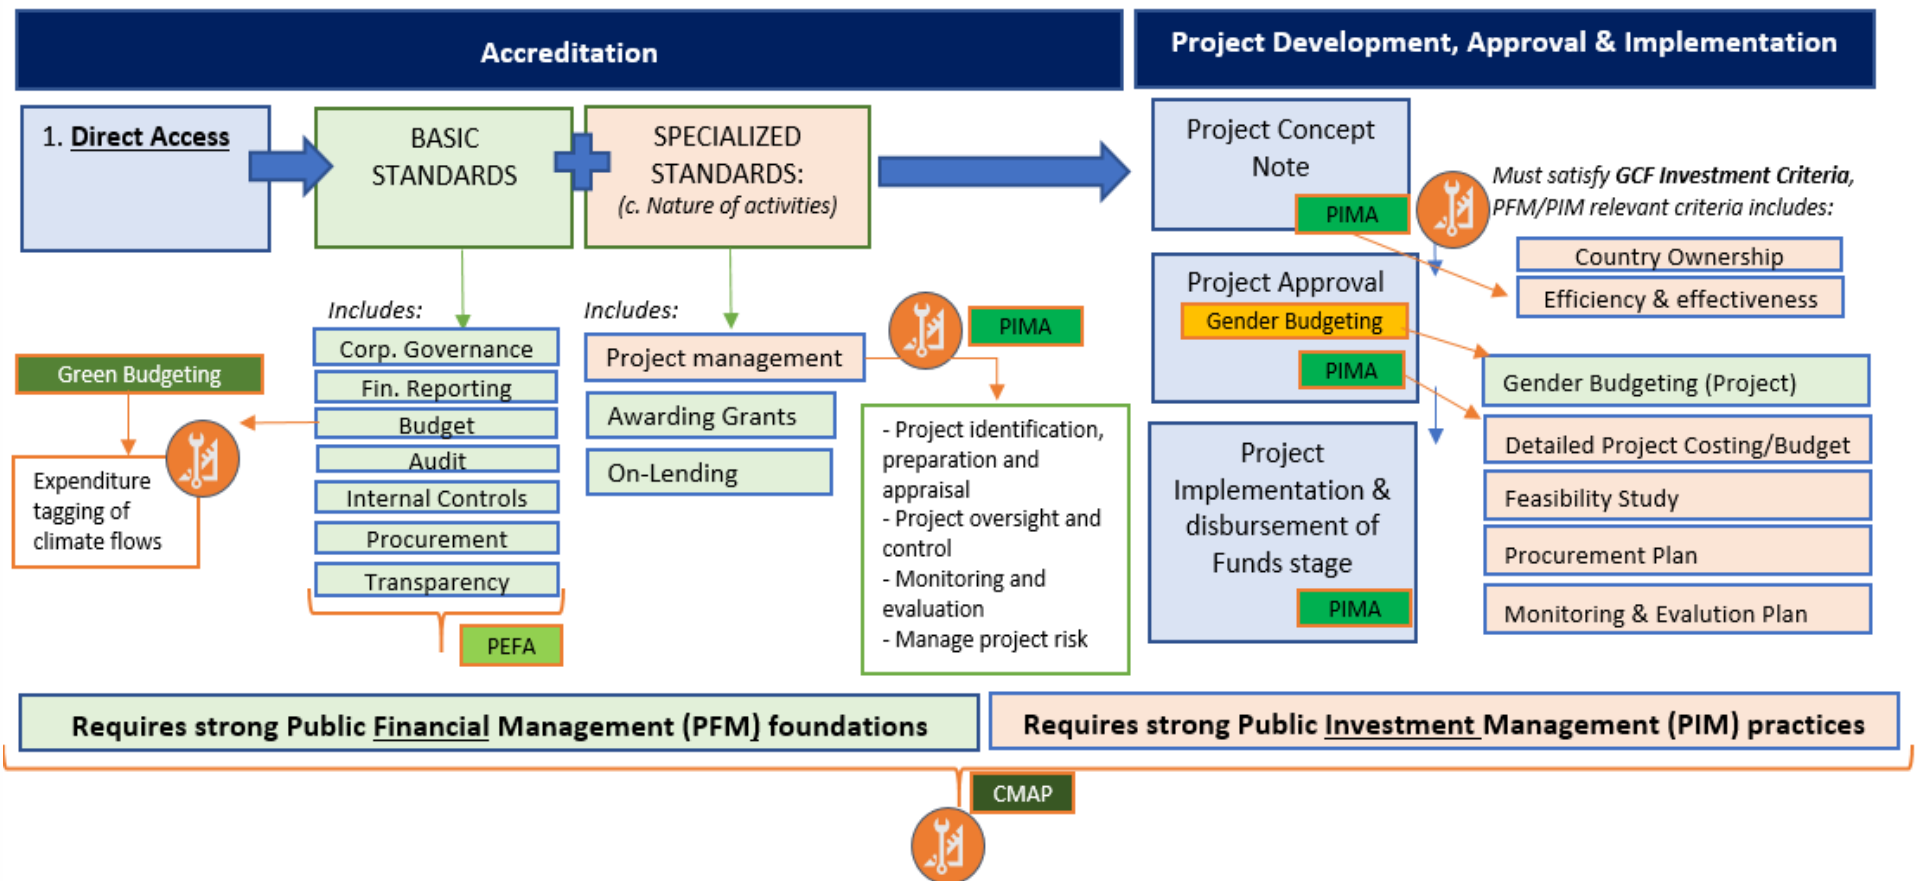 Accreditation
Project Development, Approval & Implementation
1. Direct Access
BASIC
STANDARDS
SPECIALIZED
STANDARDS:
(c. Nature of activities)
Project Concept
Note
PIMA
Must satisfy GCF Investment Criteria,
PFM/PIM relevant criteria includes:
Country Ownership
Efficiency & effectiveness
Project Approval
Gender Budgeting
PIMA
Gender Budgeting (Project)
Detailed Project Costing/Budget
Feasibility Study
Procurement Plan
Monitoring & Evalution Plan
Project
Implementation &
disbursement of
Funds stage
PIMA
Includes:
Corp. Governance
Fin. Reporting
Budget
Audit
Internal Controls
Procurement
Transparency
PEFA
Green Budgeting
Expenditure
tagging of
climate flows
Includes:
Project management
Awarding Grants
On-Lending
PIMA
- Project identification,
preparation and
appraisal
- Project oversight and
control
- Monitoring and
evaluation
- Manage project risk
Requires strong Public Financial Management (PFM) foundations
Requires strong Public Investment Management (PIM) practices
CMAP